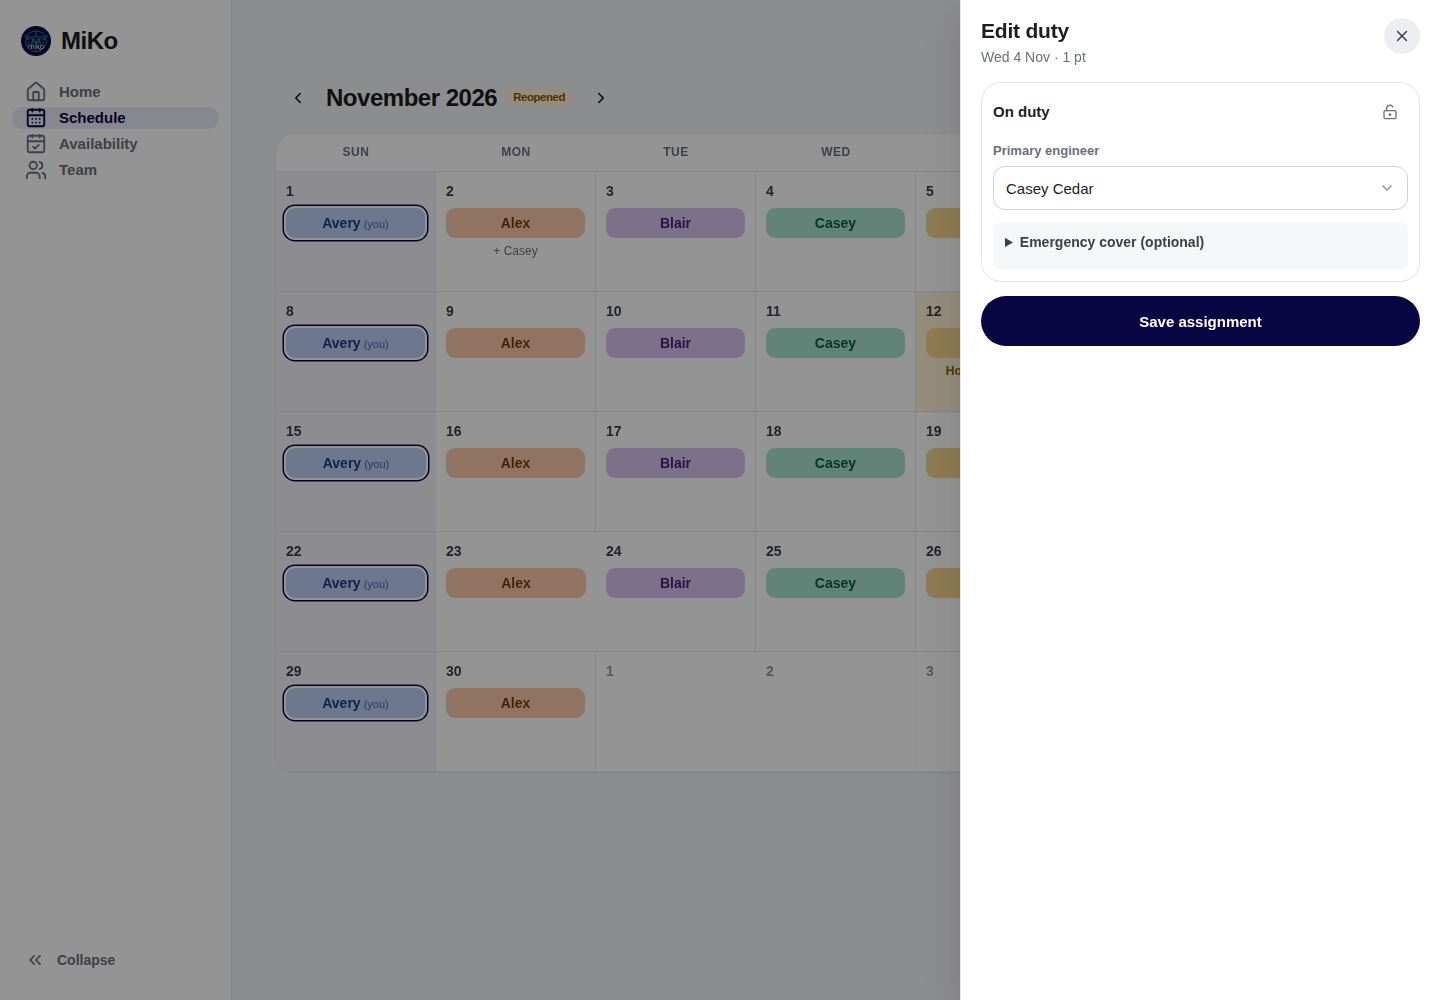 miko
MiKo
Home
Schedule
Availability
Team
Collapse
November 2026 Reopened
SUN MON TUE WED
1 2 3 4 5
Avery (you) Alex Blair Casey
+ Casey
8 9 10 11 12
Avery (you) Alex Blair Casey
Ho
15 16 17 18 19
Avery (you) Alex Blair Casey
22 23 24 25 26
Avery (you) Alex Blair Casey
29 30 1 2 3
Avery (you) Alex
Edit duty
Wed 4 Nov · 1 pt
On duty
Primary engineer
Casey Cedar
Emergency cover (optional)
Save assignment